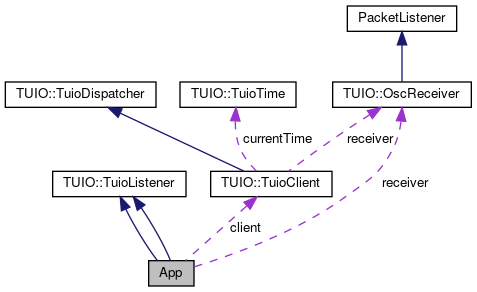 PacketListener
TUIO::TuioDispatcher
TUIO::TuioTime
TUIO::OscReceiver
currentTime
receiver
TUIO::TuioListener
TUIO::TuioClient
receiver
client
App